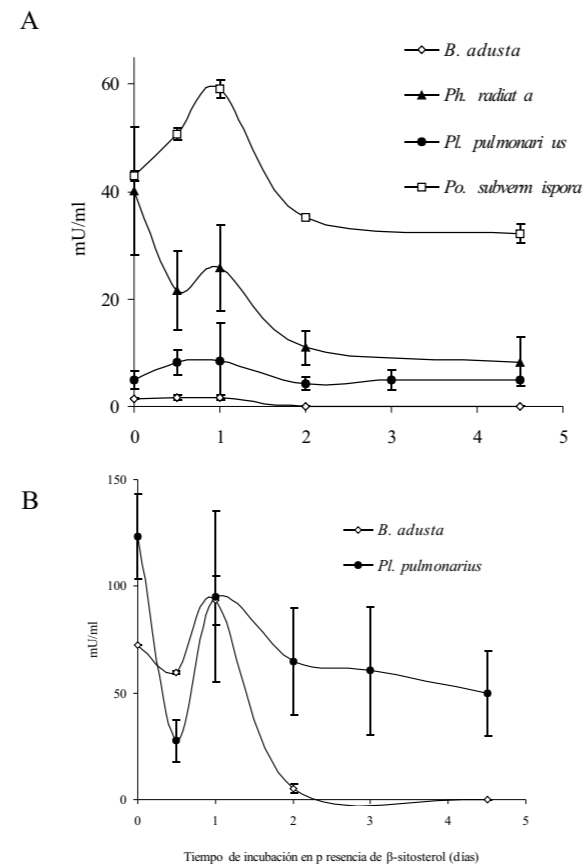 A
B. adusta
Ph. radiat a
Pl. pulmonari us
Po. subverm ispora
60
40
20
0
mU/ml
0 1 2 3 4 5
B
B. adusta
Pl. pulmonarius
150
100
50
0
mU/ml
0 1 2 3 4 5
Tiempo de incubación en p resencia de β-sitosterol (días)